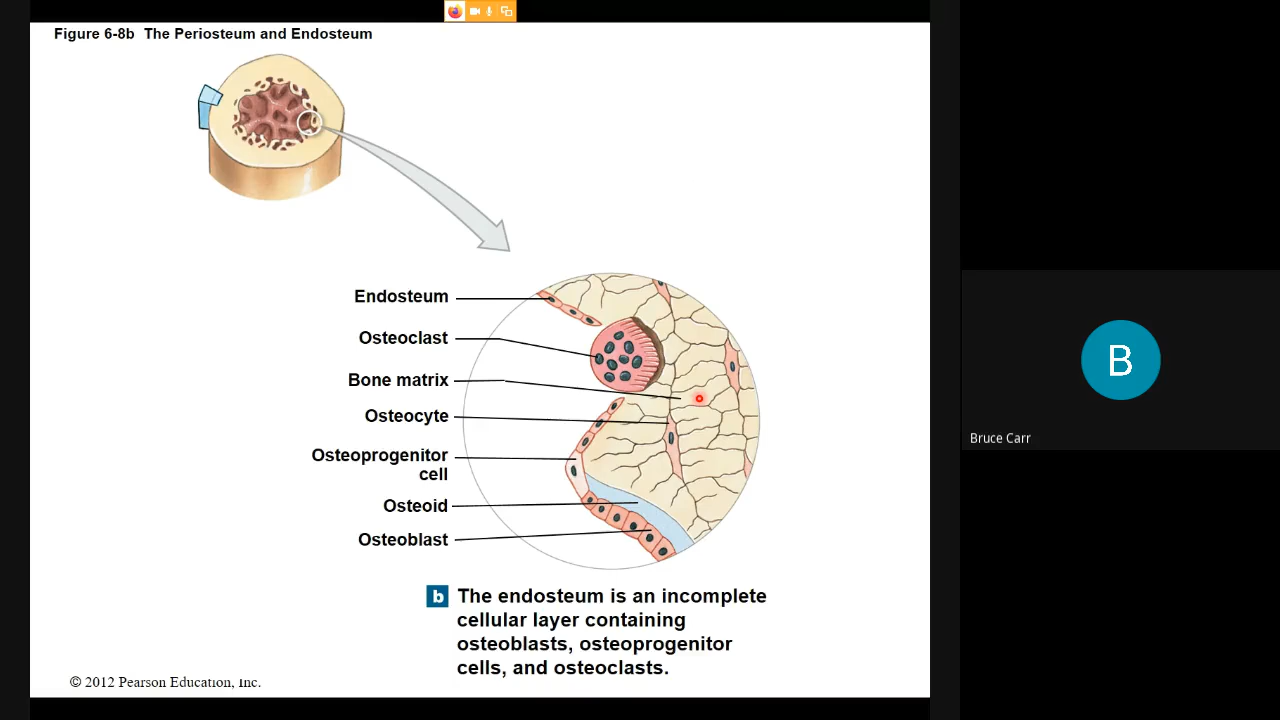 Figure 6-8b The Periosteum and Endosteum
Endosteum
Osteoclast
Bone matrix
Osteocyte
Osteoprogenitor
cell
Osteoid
Osteoblast
b The endosteum is an incomplete
cellular layer containing
osteoblasts, osteoprogenitor
cells, and osteoclasts.
© 2012 Pearson Education, Inc.
B
Bruce Carr